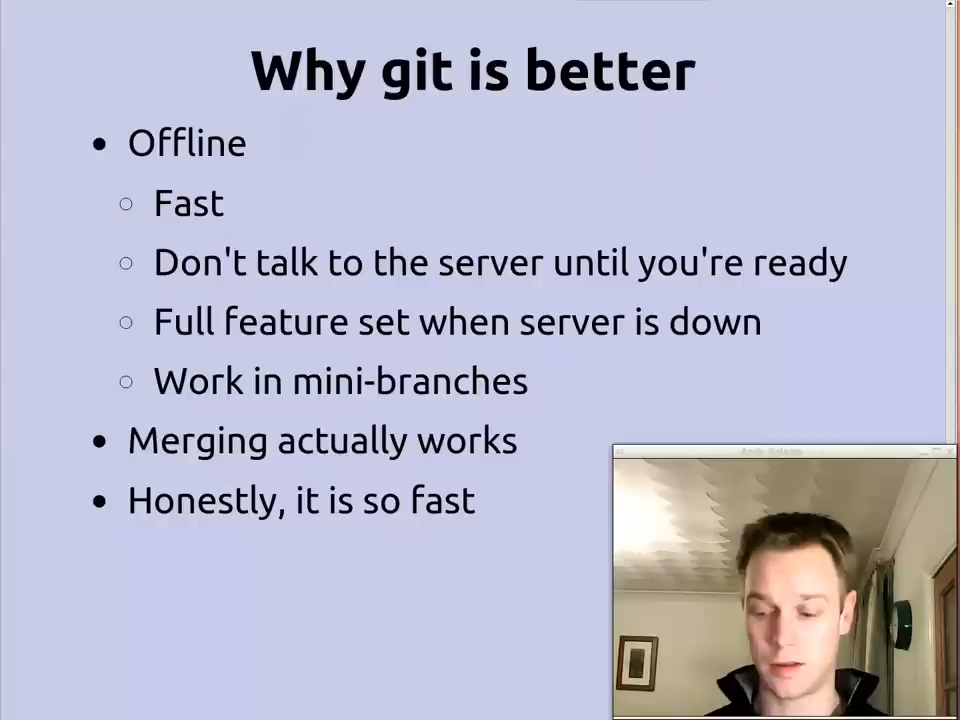 Why git is better
Offline
Fast
Don't talk to the server until you're ready
Full feature set when server is down
Work in mini-branches
Merging actually works
Honestly, it is so fast